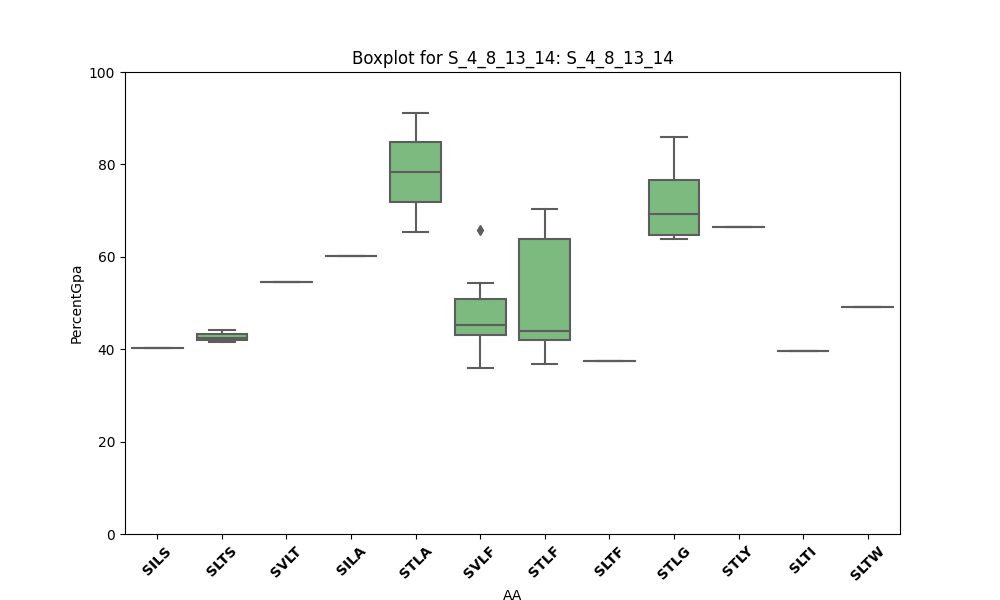 Boxplot for S_4_8_13_14: S_4_8_13_14
100
80
60
40
20
0
PercentGpa
SILS SLTS SVLT SILA STLA SVLF STLF SLTF STLG STLY SLTI SLTW
AA